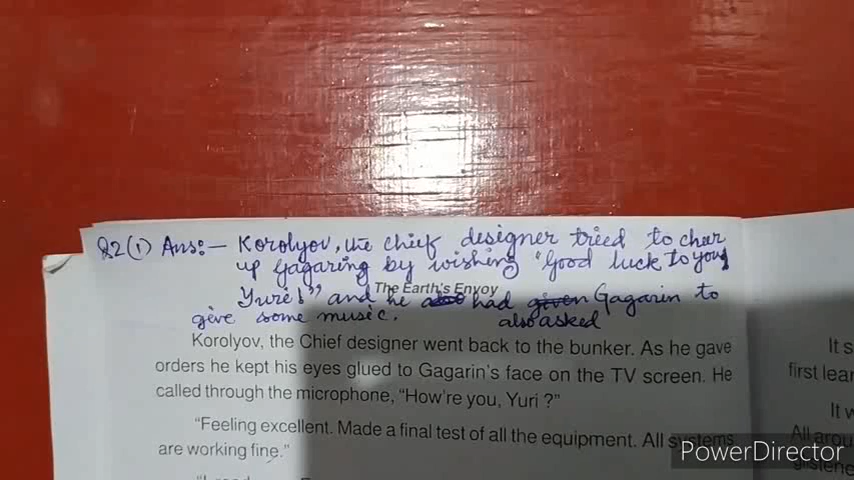 Q2(1) Ans:- Korolyov, the chief designer tried to cheer
up Gagaring by wishing "Good luck to you,
Yuri!" and he also had given Gagarin to
also asked
give some music.
The Earth's Envoy
Korolyov, the Chief designer went back to the bunker. As he gave
orders he kept his eyes glued to Gagarin's face on the TV screen. He
called through the microphone, "How're you, Yuri ?"
"Feeling excellent. Made a final test of all the equipment. All systems
are working fine."
It s
first lear
It w
All arou
glistene
PowerDirector